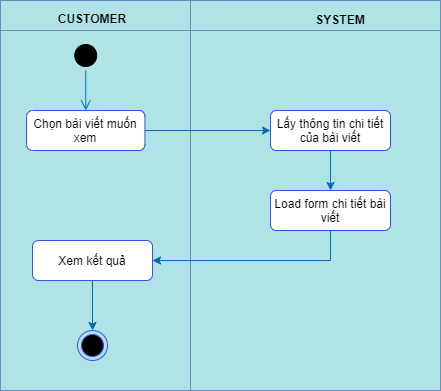 CUSTOMER
SYSTEM
Chọn bài viết muốn
xem
Lấy thông tin chi tiết
của bài viết
Load form chi tiết bài
viết
Xem kết quả